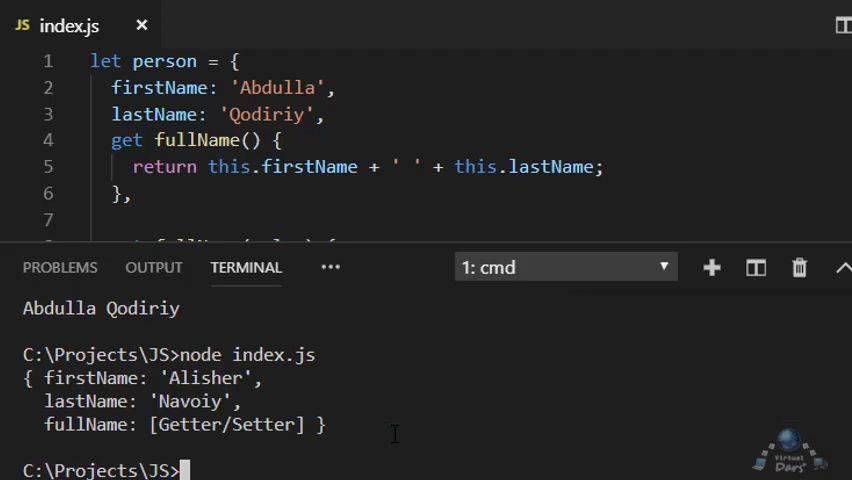 JS index.js ×
1 let person = {
2 firstName: 'Abdulla',
3 lastName: 'Qodiriy',
4 get fullName() {
5 return this.firstName + ' ' + this.lastName;
6 },
7
PROBLEMS OUTPUT TERMINAL ••• 1: cmd
Abdulla Qodiriy
C:\Projects\JS>node index.js
{ firstName: 'Alisher',
lastName: 'Navoiy',
fullName: [Getter/Setter] }
C:\Projects\JS>
Virtual
Dars